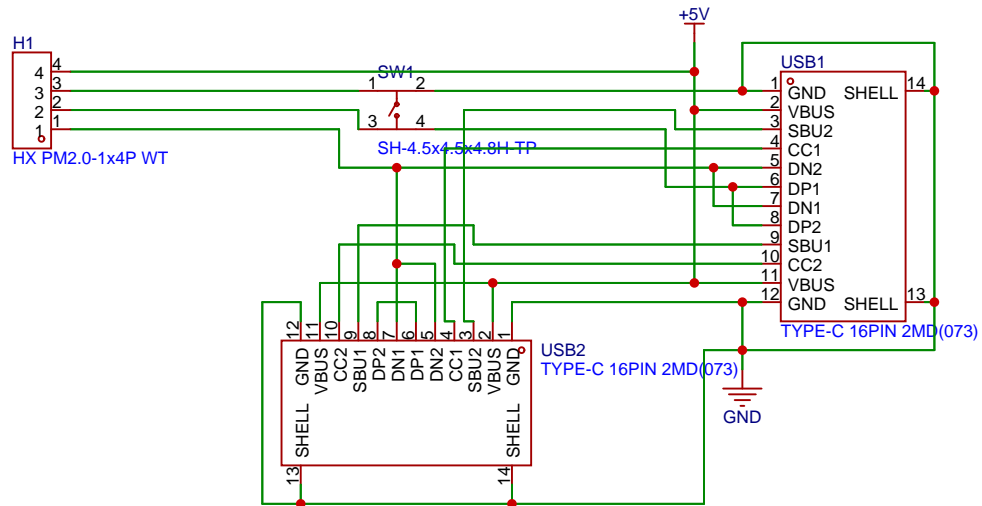 +5V
H1
4 4
3 3
2 2
1 1
HX PM2.0-1x4P WT
SW1
1 2
3 4
SH-4.5x4.5x4.8H-TP
USB1
1 GND SHELL 14
2 VBUS
3 SBU2
4 CC1
5 DN2
6 DP1
7 DN1
8 DP2
9 SBU1
10 CC2
11 VBUS
12 GND SHELL 13
TYPE-C 16PIN 2MD(073)
USB2
TYPE-C 16PIN 2MD(073)
12 GND
11 VBUS
10 CC2
9 SBU1
8 DP2
7 DN1
6 DP1
5 DN2
4 CC1
3 SBU2
2 VBUS
1 GND
SHELL 13
SHELL 14
GND